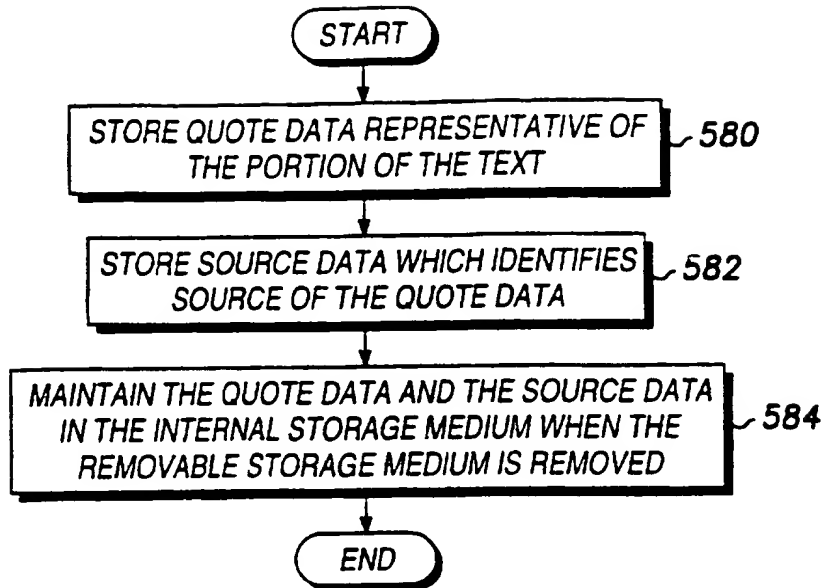 START
STORE QUOTE DATA REPRESENTATIVE OF
THE PORTION OF THE TEXT
580
STORE SOURCE DATA WHICH IDENTIFIES
SOURCE OF THE QUOTE DATA
582
MAINTAIN THE QUOTE DATA AND THE SOURCE DATA
IN THE INTERNAL STORAGE MEDIUM WHEN THE
REMOVABLE STORAGE MEDIUM IS REMOVED
584
END